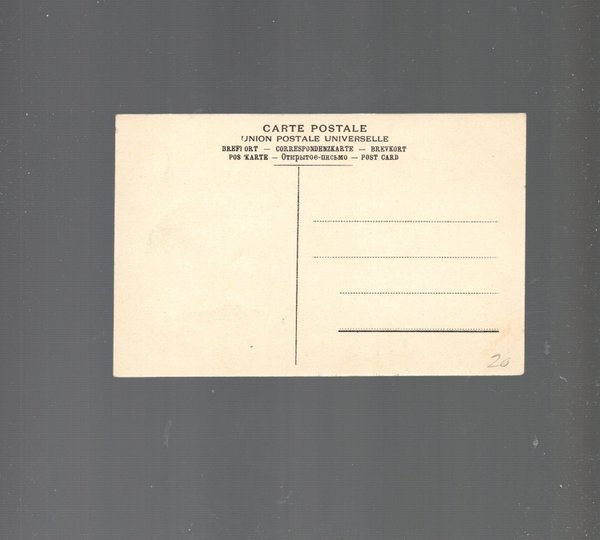 CARTE POSTALE
UNION POSTALE UNIVERSELLE
BREFKORT — CORRESPONDENZKARTE — BREVKORT
POSTKARTE — Открытое-письмо — POST CARD
20